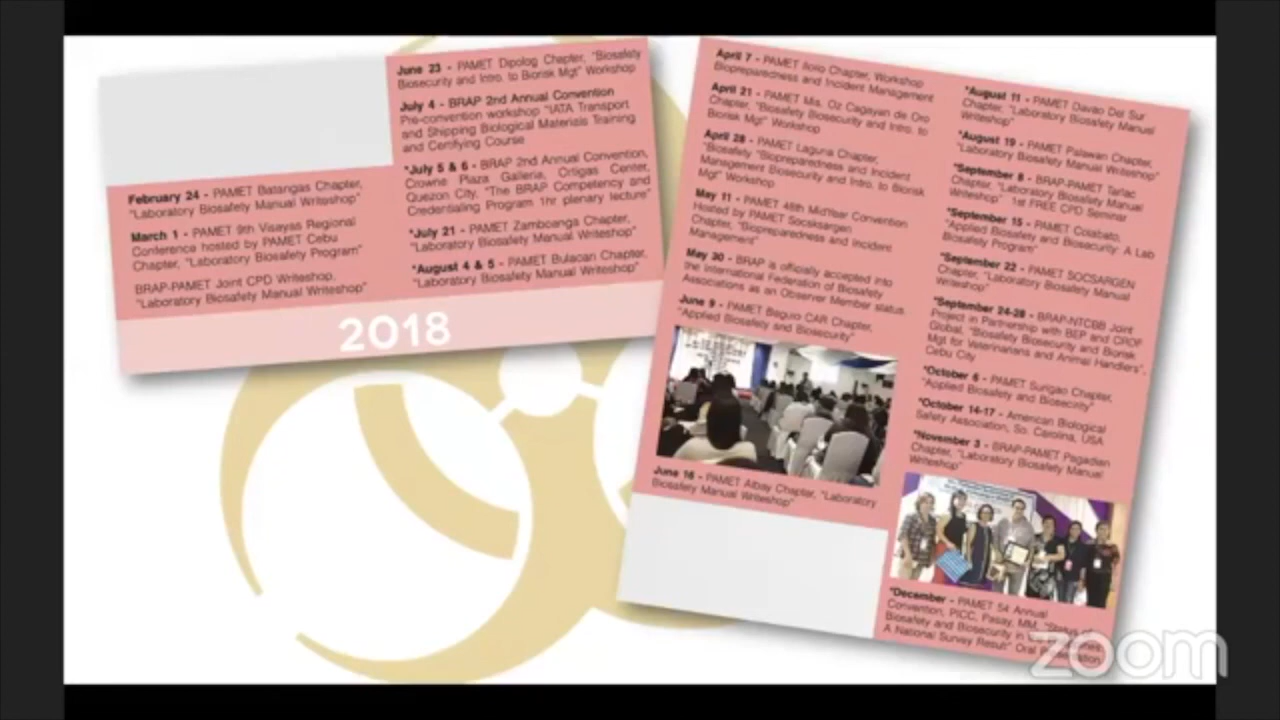 February 24 - PAMET Batangas Chapter,
"Laboratory Biosafety Manual Writeshop"
March 1 - PAMET 9th Visayas Regional
Conference hosted by PAMET Cebu
Chapter, "Laboratory Biosafety Program"
BRAP-PAMET Joint CPD Writeshop,
"Laboratory Biosafety Manual Writeshop"
June 23 - PAMET Dipolog Chapter, "Biosafety
Biosecurity and Intro. to Biorisk Mgt" Workshop
July 4 - BRAP 2nd Annual Convention
Pre-convention workshop "IATA Transport
and Shipping Biological Materials Training
and Certifying Course
*July 5 & 6 - BRAP 2nd Annual Convention,
Crowne Plaza Galleria, Ortigas Center,
Quezon City, "The BRAP Competency and
Credentialing Program 1hr plenary lecture"
*July 21 - PAMET Zamboanga Chapter,
"Laboratory Biosafety Manual Writeshop"
*August 4 & 5 - PAMET Bulacan Chapter,
"Laboratory Biosafety Manual Writeshop"
2018
April 7 - PAMET Iloilo Chapter, Workshop
Biopreparedness and Incident Management
April 21 - PAMET Mis. Oz Cagayan de Oro
Chapter, "Biosafety Biosecurity and Intro. to
Biorisk Mgt" Workshop
April 28 - PAMET Laguna Chapter,
"Biosafety "Biopreparedness and Incident
Management Biosecurity and Intro. to Biorisk
Mgt" Workshop
May 11 - PAMET 48th MidYear Convention
Hosted by PAMET Socsksargen
Chapter, "Biopreparedness and Incident
Management"
May 30 - BRAP is officially accepted into
the International Federation of Biosafety
Associations as an Observer Member status.
June 9 - PAMET Baguio CAR Chapter,
"Applied Biosafety and Biosecurity"
June 16 - PAMET Albay Chapter, "Laboratory
Biosafety Manual Writeshop"
*August 11 - PAMET Davao Del Sur
Chapter, "Laboratory Biosafety Manual
Writeshop"
*August 19 - PAMET Palawan Chapter,
"Laboratory Biosafety Manual Writeshop"
*September 8 - BRAP-PAMET Tarlac
Chapter, "Laboratory Biosafety Manual
Writeshop" 1st FREE CPD Seminar
*September 15 - PAMET Cotabato,
"Applied Biosafety and Biosecurity: A Lab
Biosafety Program"
*September 22 - PAMET SOCSARGEN
Chapter, "Laboratory Biosafety Manual
Writeshop"
*September 24-28 - BRAP-NTCBB Joint
Project in Partnership with BEP and CRDF
Global, "Biosafety Biosecurity and Biorisk
Mgt for Veterinarians and Animal Handlers",
Cebu City
*October 6 - PAMET Surigao Chapter,
"Applied Biosafety and Biosecirity"
*October 14-17 - American Biological
Safety Association, So. Carolina, USA
*November 3 - BRAP-PAMET Pagadian
Chapter, "Laboratory Biosafety Manual
Writeshop"
*December - PAMET 54 Annual
Convention, PICC, Pasay, MM, "Status of
Biosafety and Biosecurity in the
A National Survey Result" Oral Presentation
zoom